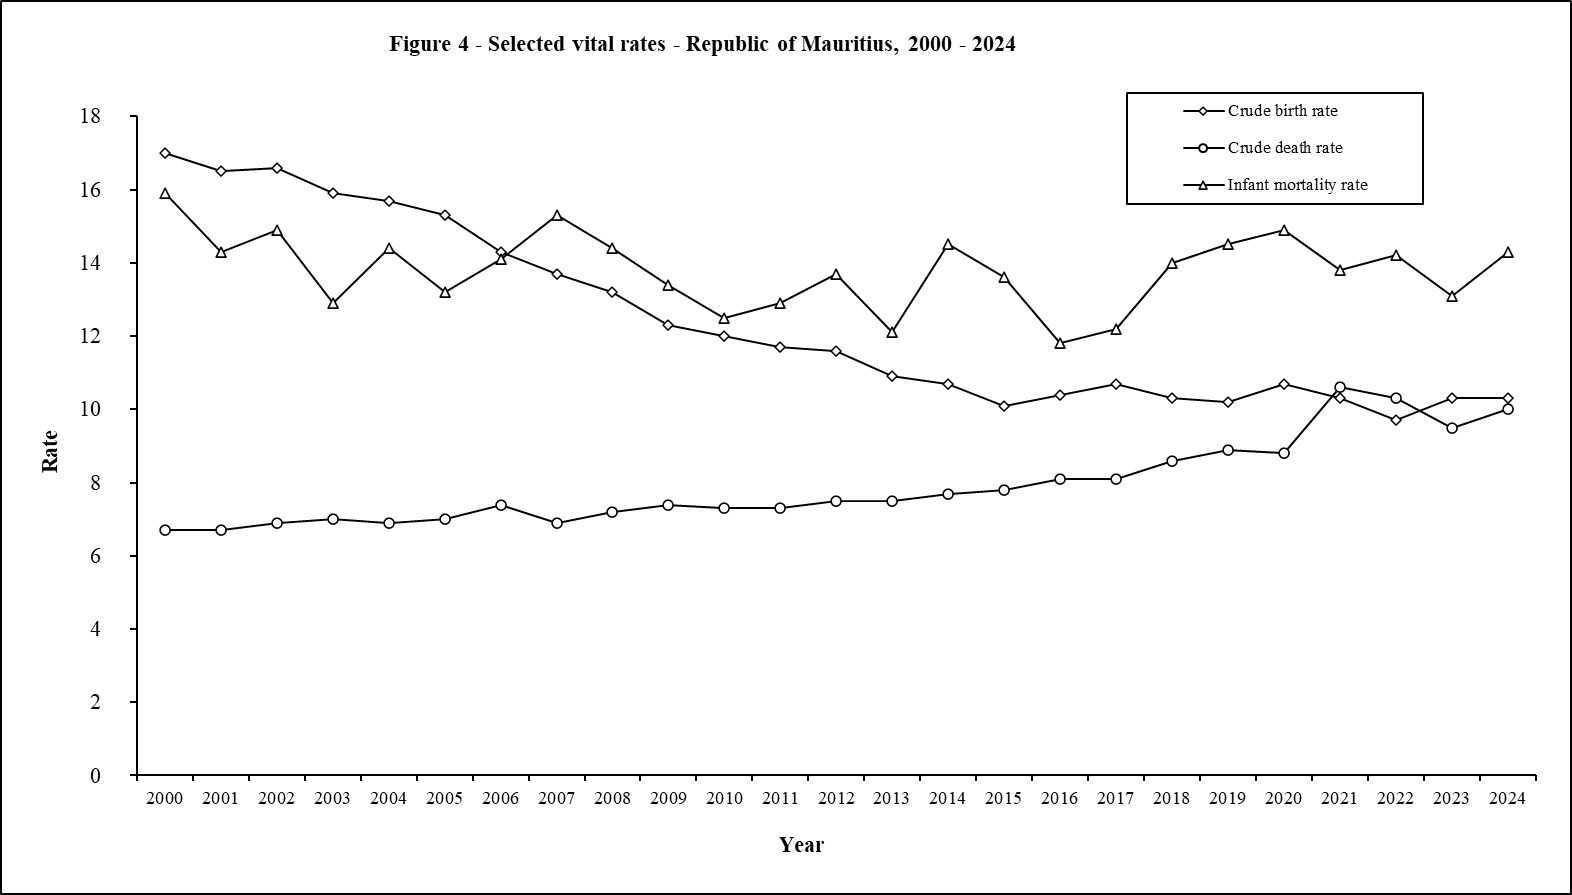 Figure 4 - Selected vital rates - Republic of Mauritius, 2000 - 2024
Crude birth rate
Crude death rate
Infant mortality rate
18
16
14
12
10
8
6
4
2
0
Rate
2000 2001 2002 2003 2004 2005 2006 2007 2008 2009 2010 2011 2012 2013 2014 2015 2016 2017 2018 2019 2020 2021 2022 2023 2024
Year